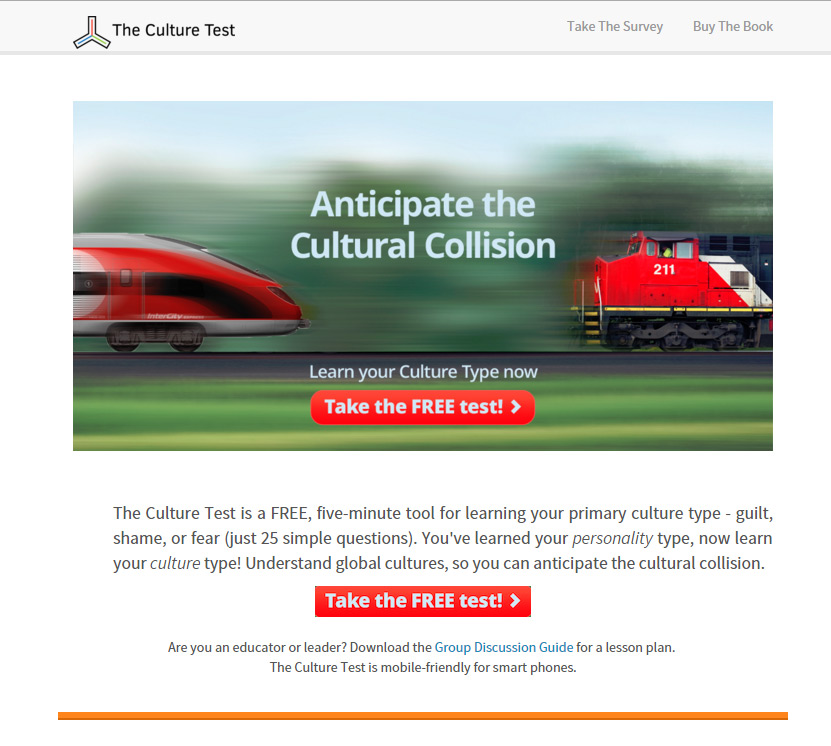 The Culture Test
Take The Survey
Buy The Book
Anticipate the
Cultural Collision
211
InterCity
Learn your Culture Type now
Take the FREE test!
The Culture Test is a FREE, five-minute tool for learning your primary culture type - guilt,
shame, or fear (just 25 simple questions). You've learned your personality type, now learn
your culture type! Understand global cultures, so you can anticipate the cultural collision.
Take the FREE test!
Are you an educator or leader? Download the Group Discussion Guide for a lesson plan.
The Culture Test is mobile-friendly for smart phones.